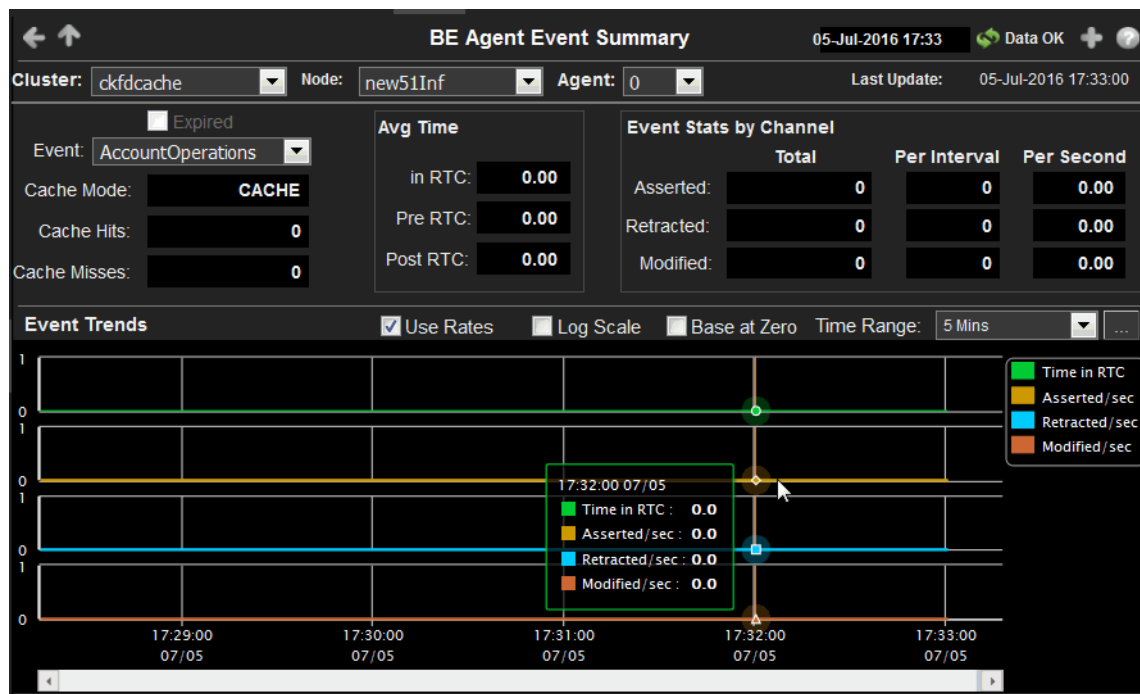 BE Agent Event Summary 05-Jul-2016 17:33 Data OK
Cluster: ckfdcache Node: new51Inf Agent: 0 Last Update: 05-Jul-2016 17:33:00
Expired
Event: AccountOperations
Cache Mode: CACHE
Cache Hits: 0
Cache Misses: 0
Avg Time
in RTC: 0.00
Pre RTC: 0.00
Post RTC: 0.00
Event Stats by Channel
Total Per Interval Per Second
Asserted: 0 0 0.00
Retracted: 0 0 0.00
Modified: 0 0 0.00
Event Trends Use Rates Log Scale Base at Zero Time Range: 5 Mins ...
1
0
1
0
1
0
1
0
Time in RTC
Asserted/sec
Retracted/sec
Modified/sec
17:32:00 07/05
Time in RTC : 0.0
Asserted/sec : 0.0
Retracted/sec : 0.0
Modified/sec : 0.0
17:29:00 17:30:00 17:31:00 17:32:00 17:33:00
07/05 07/05 07/05 07/05 07/05